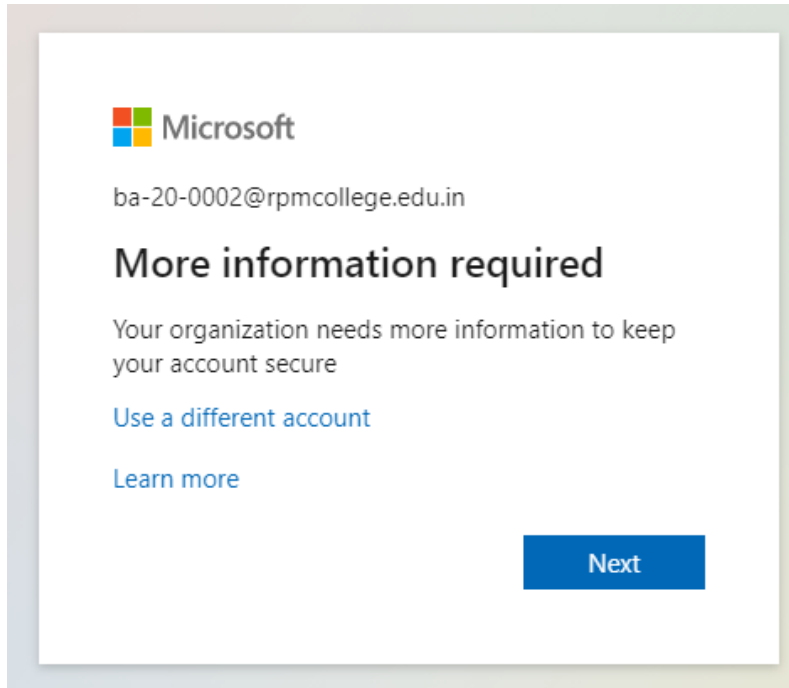 Microsoft
ba-20-0002@rpmcollege.edu.in
More information required
Your organization needs more information to keep
your account secure
Use a different account
Learn more
Next